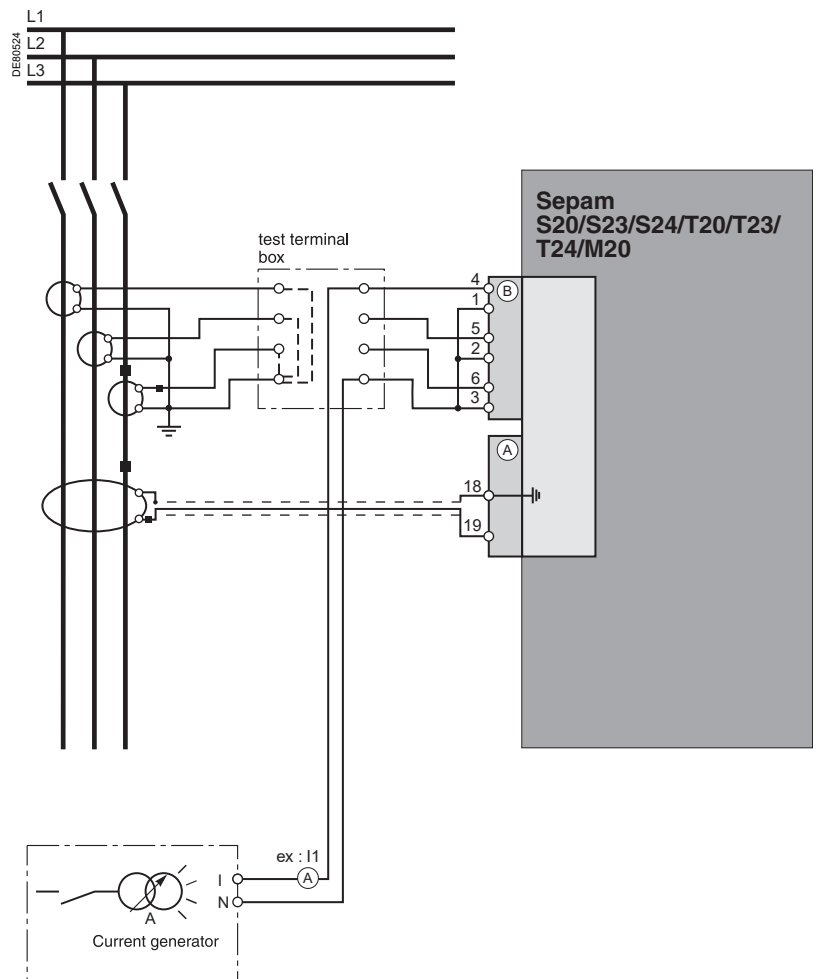 L1
DE80524
L2
L3
Sepam
S20/S23/S24/T20/T23/
T24/M20
test terminal
box
4
B
1
5
2
6
3
A
18
19
ex : I1
I
A
N
A
Current generator